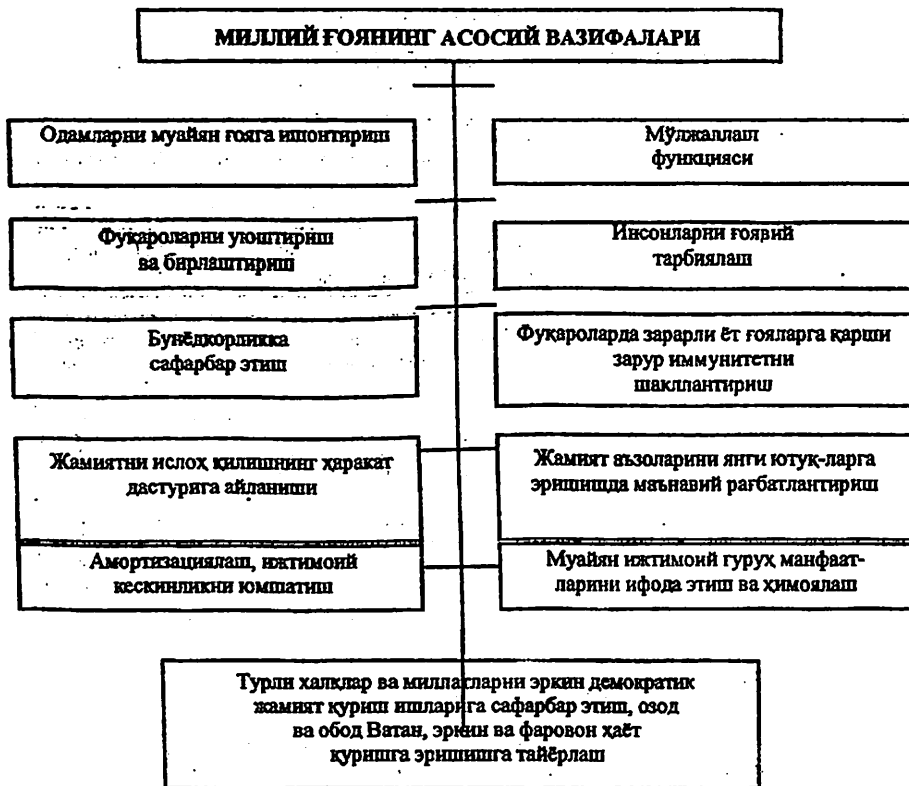 МИЛЛИЙ ҒОЯНИНГ АСОСИЙ ВАЗИФАЛАРИ
Одамларни муайян ғояга ишонтириш
Мўлжаллаш
функцияси
Фуқароларни уюштириш
ва бирлаштириш
Инсонларни ғоявий
тарбиялаш
Бунёдкорликка
сафарбар этиш
Фуқароларда зарарли ёт ғояларга қарши
зарур иммунитетни
шакллантириш
Жамиятни ислоҳ қилишнинг ҳаракат
дастурига айланиши
Жамият аъзоларини янги ютуқ-ларга
эришишда маънавий рағбатлантириш
Амортизациялаш, ижтимоий
кескинликни юмшатиш
Муайян ижтимоий гуруҳ манфаат-
ларини ифода этиш ва ҳимоялаш
Турли халқлар ва миллатларни эркин демократик
жамият қуриш ишларига сафарбар этиш, озод
ва обод Ватан, эркин ва фаровон ҳаёт
қуришга эришишга тайёрлаш